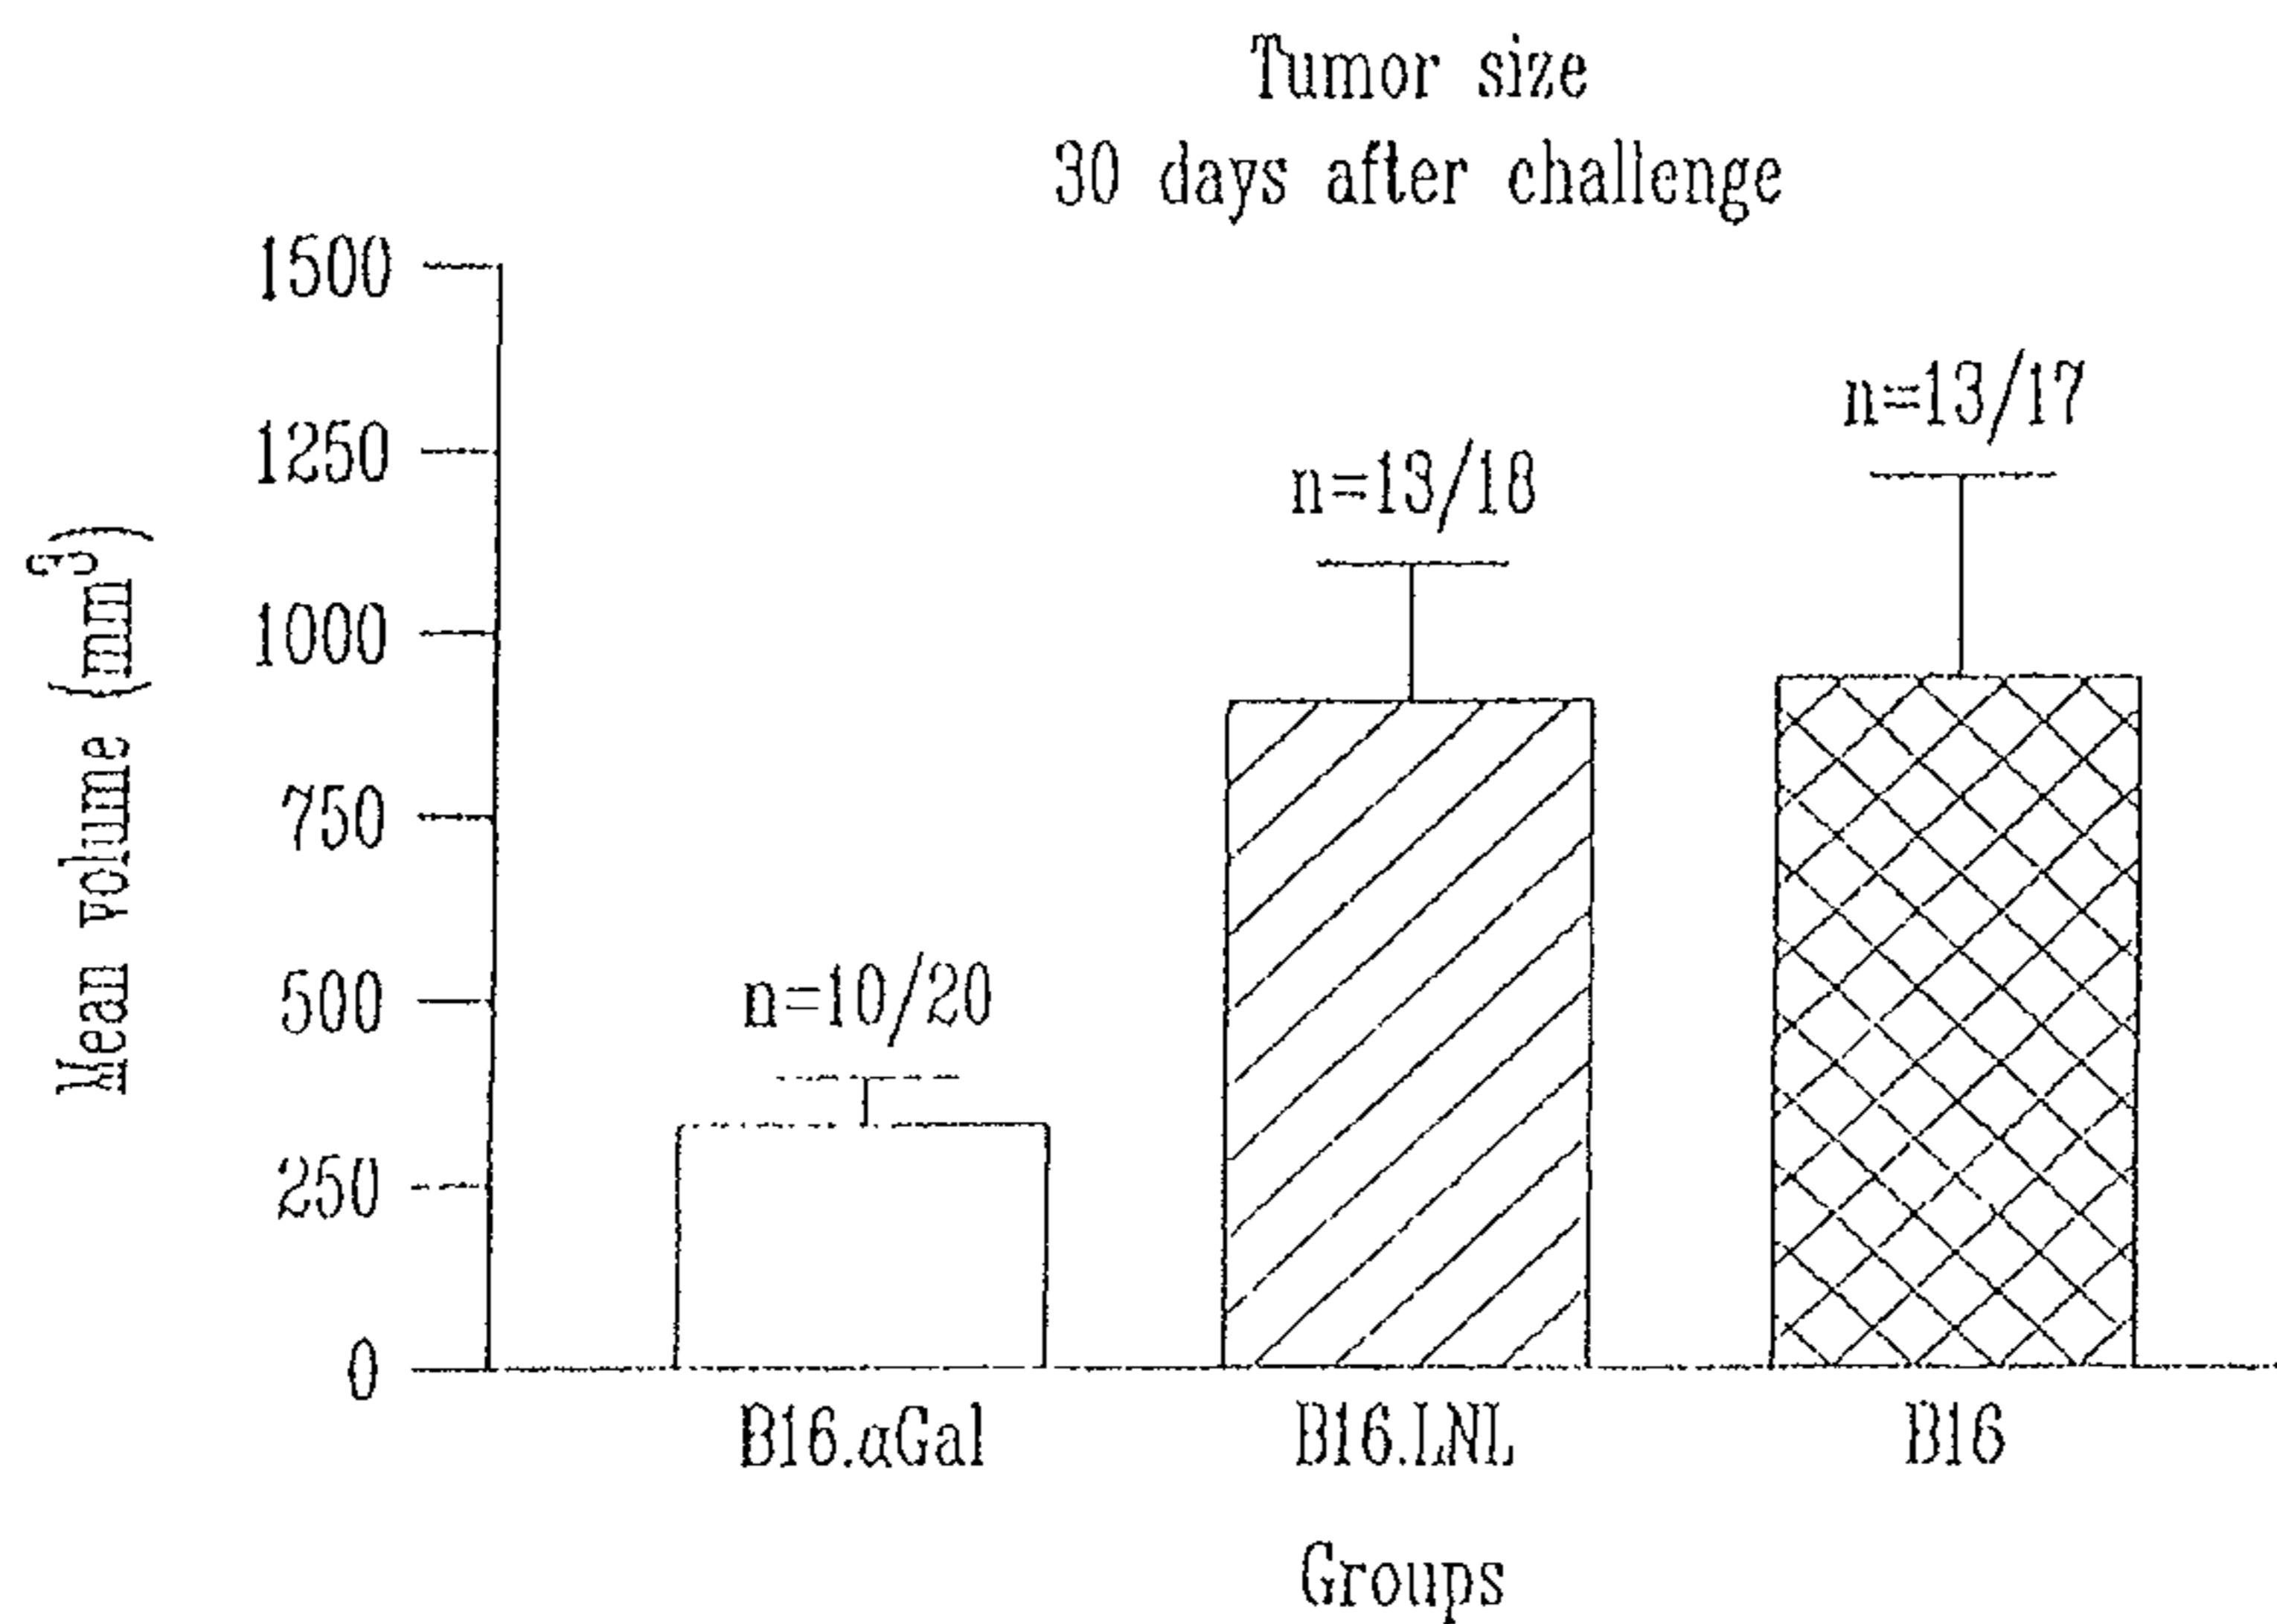 Tumor size
30 days after challenge
1500
1250
1000
750
500
250
0
Mean volume (mm³)
n=10/20
n=13/18
n=13/17
B16.αGal
B16.LNL
B16
Groups